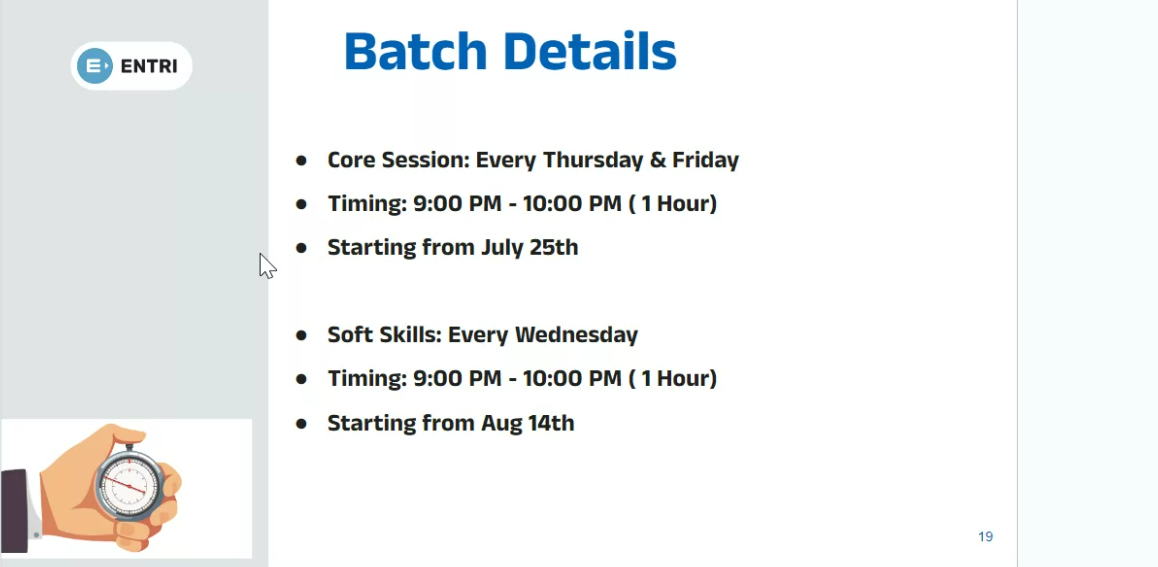 ENTRI
Batch Details
● Core Session: Every Thursday & Friday
● Timing: 9:00 PM - 10:00 PM ( 1 Hour)
● Starting from July 25th
● Soft Skills: Every Wednesday
● Timing: 9:00 PM - 10:00 PM ( 1 Hour)
● Starting from Aug 14th
19